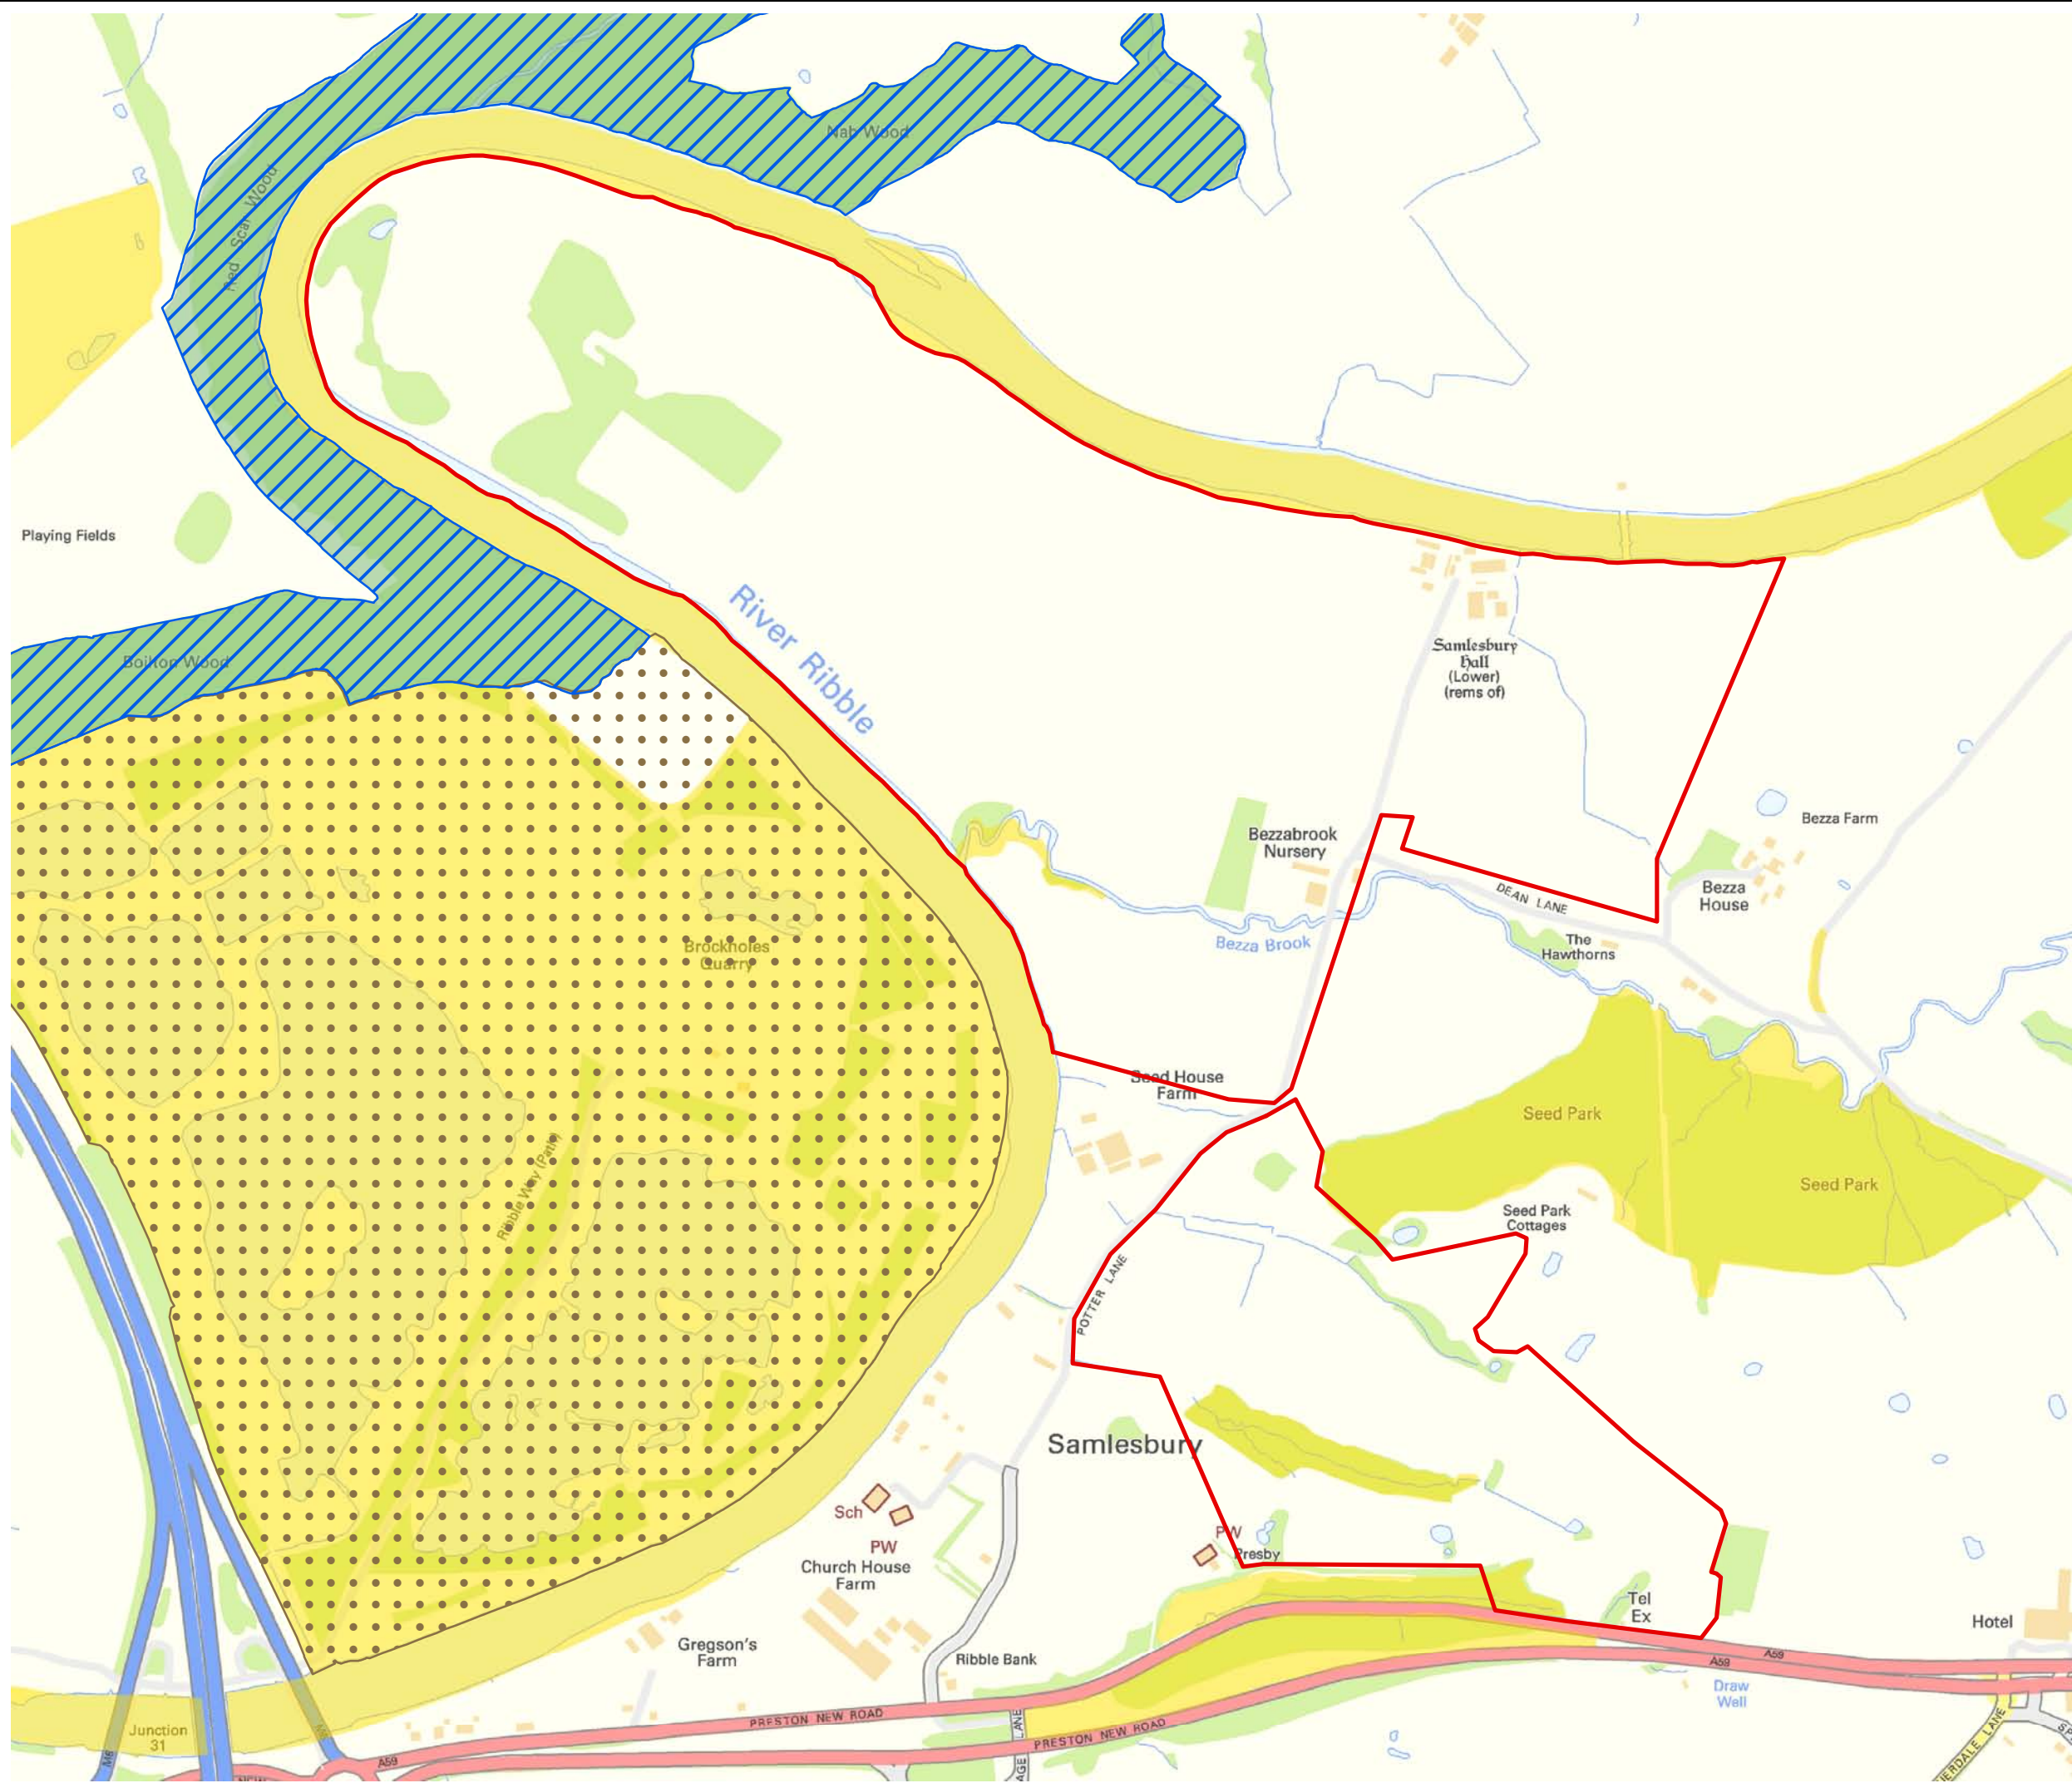 Nab Wood
Red Scar Wood
Playing Fields
River Ribble
Samlesbury
Hall
(Lower)
(rems of)
Boilton Wood
Bezza Farm
Bezzabrook
Nursery
DEAN LANE
Bezza
House
Bezza Brook
The
Hawthorns
Brockholes
Quarry
Seed House
Farm
Seed Park
Seed Park
Ribble Way (Path)
Seed Park
Cottages
POTTER LANE
Samlesbury
Sch
PW
PW
Presby
Church House
Farm
Tel
Ex
Hotel
Gregson's
Farm
Ribble Bank
A59
A59
Draw
Well
PRESTON NEW ROAD
PRESTON NEW ROAD
Junction
31
M6
A59